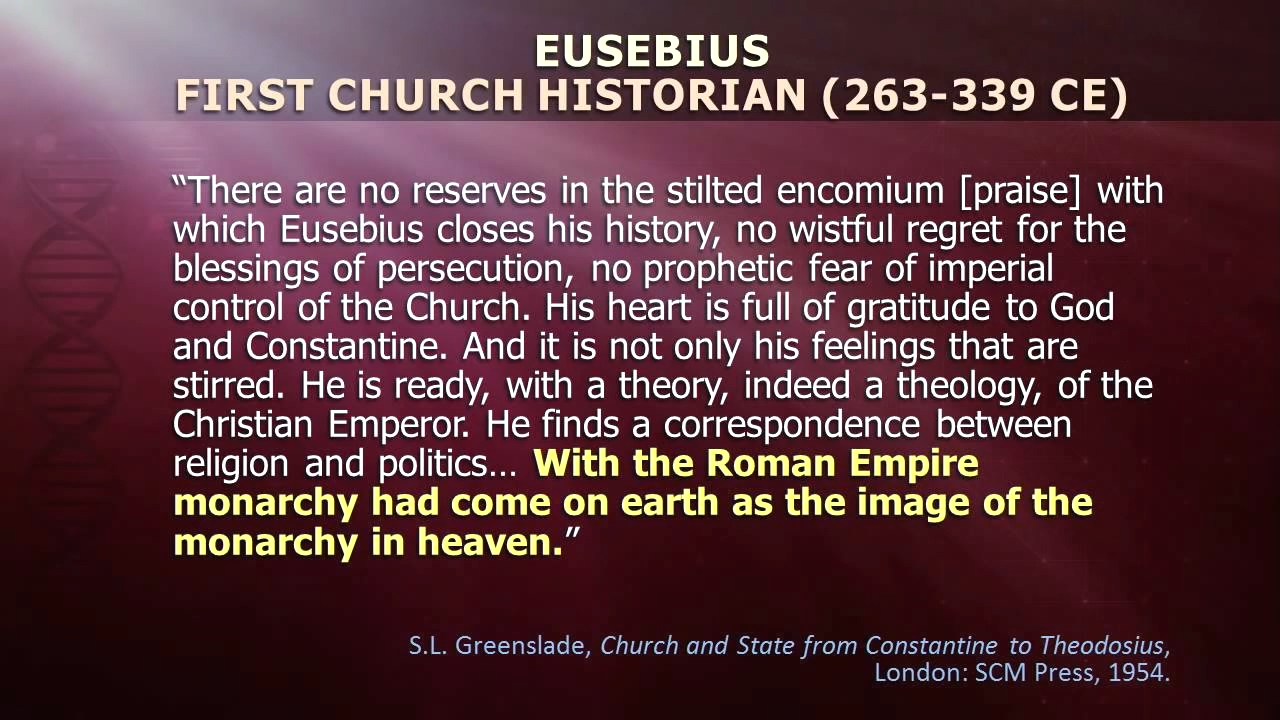 EUSEBIUS
FIRST CHURCH HISTORIAN (263-339 CE)
“There are no reserves in the stilted encomium [praise] with
which Eusebius closes his history, no wistful regret for the
blessings of persecution, no prophetic fear of imperial
control of the Church. His heart is full of gratitude to God
and Constantine. And it is not only his feelings that are
stirred. He is ready, with a theory, indeed a theology, of the
Christian Emperor. He finds a correspondence between
religion and politics… With the Roman Empire
monarchy had come on earth as the image of the
monarchy in heaven.”
S.L. Greenslade, Church and State from Constantine to Theodosius,
London: SCM Press, 1954.